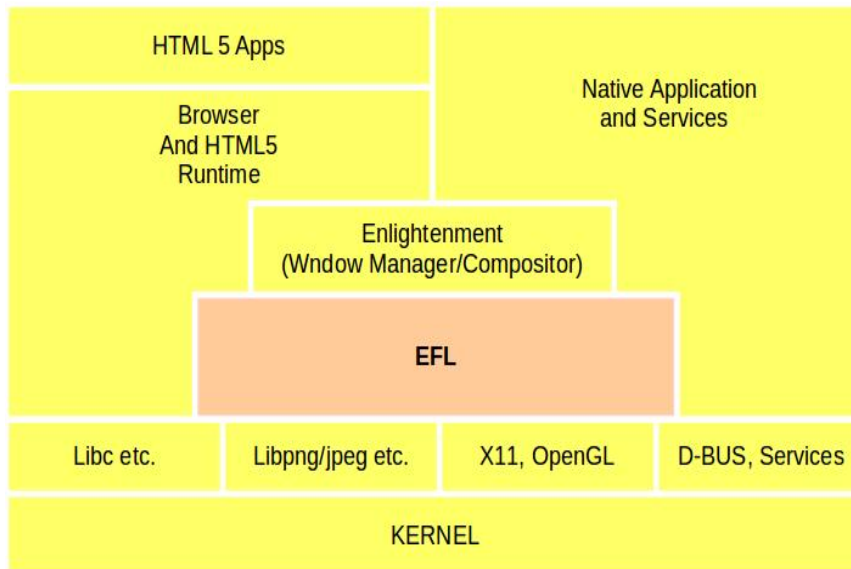 HTML 5 Apps
Native Application
and Services
Browser
And HTML5
Runtime
Enlightenment
(Wndow Manager/Compositor)
EFL
Libc etc.
Libpng/jpeg etc.
X11, OpenGL
D-BUS, Services
KERNEL